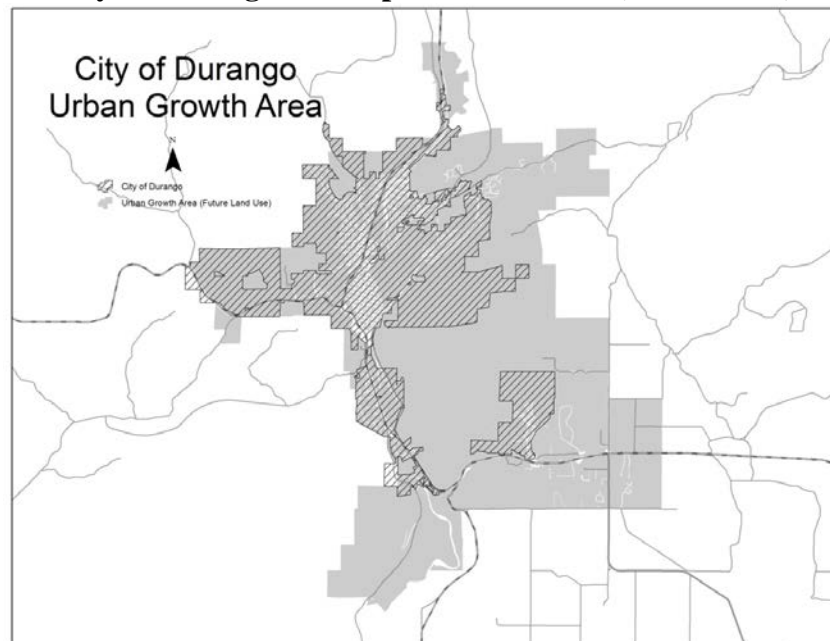 City of Durango
Urban Growth Area
N
City of Durango
Urban Growth Area (Future Land Use)